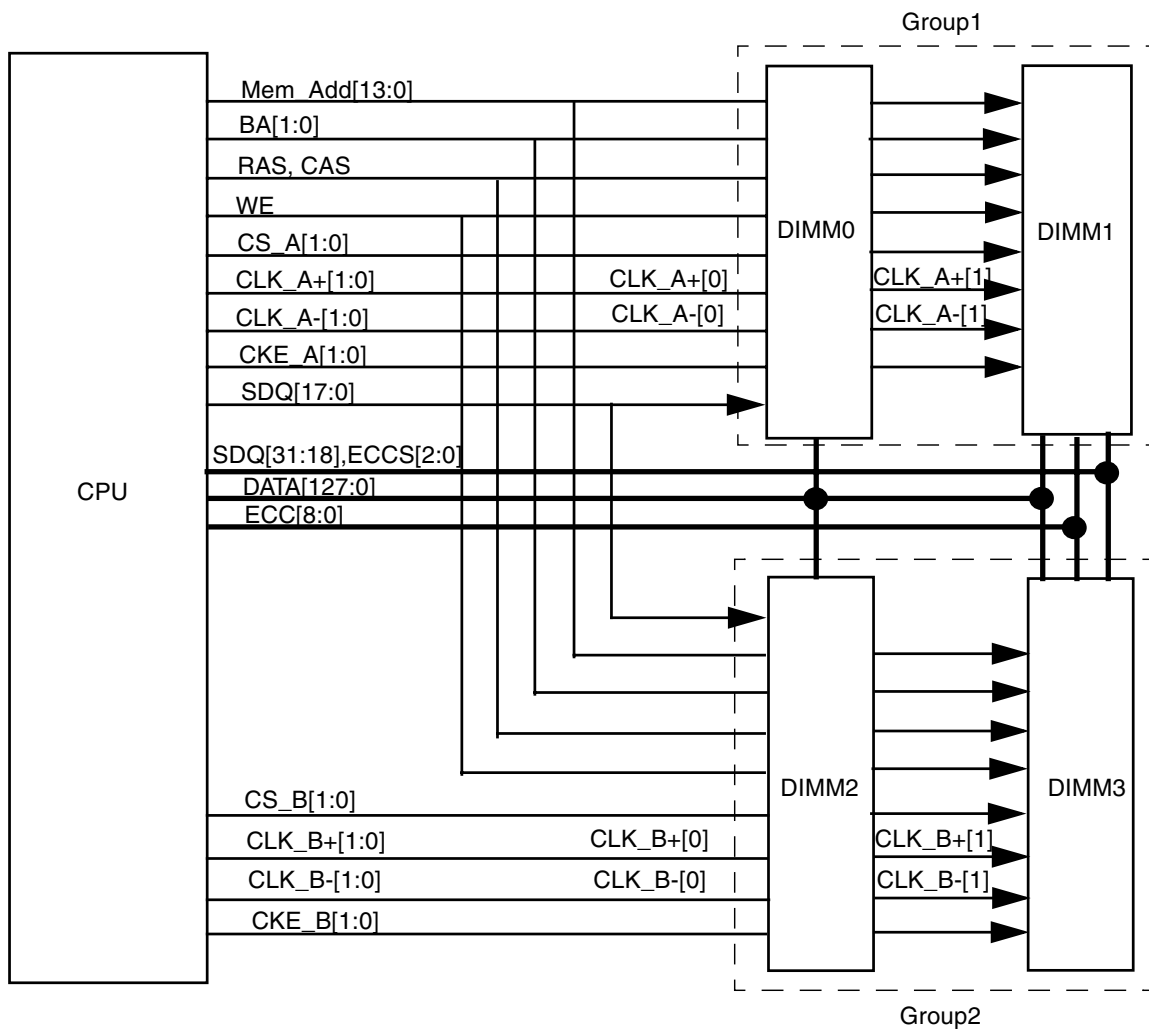 Group1
Mem_Add[13:0]
BA[1:0]
RAS, CAS
WE
CS_A[1:0]
DIMM0
DIMM1
CLK_A+[1:0]
CLK_A+[0]
CLK_A+[1]
CLK_A-[1:0]
CLK_A-[0]
CLK_A-[1]
CKE_A[1:0]
SDQ[17:0]
SDQ[31:18],ECCS[2:0]
CPU
DATA[127:0]
ECC[8:0]
CS_B[1:0]
DIMM2
DIMM3
CLK_B+[1:0]
CLK_B+[0]
CLK_B+[1]
CLK_B-[1:0]
CLK_B-[0]
CLK_B-[1]
CKE_B[1:0]
Group2